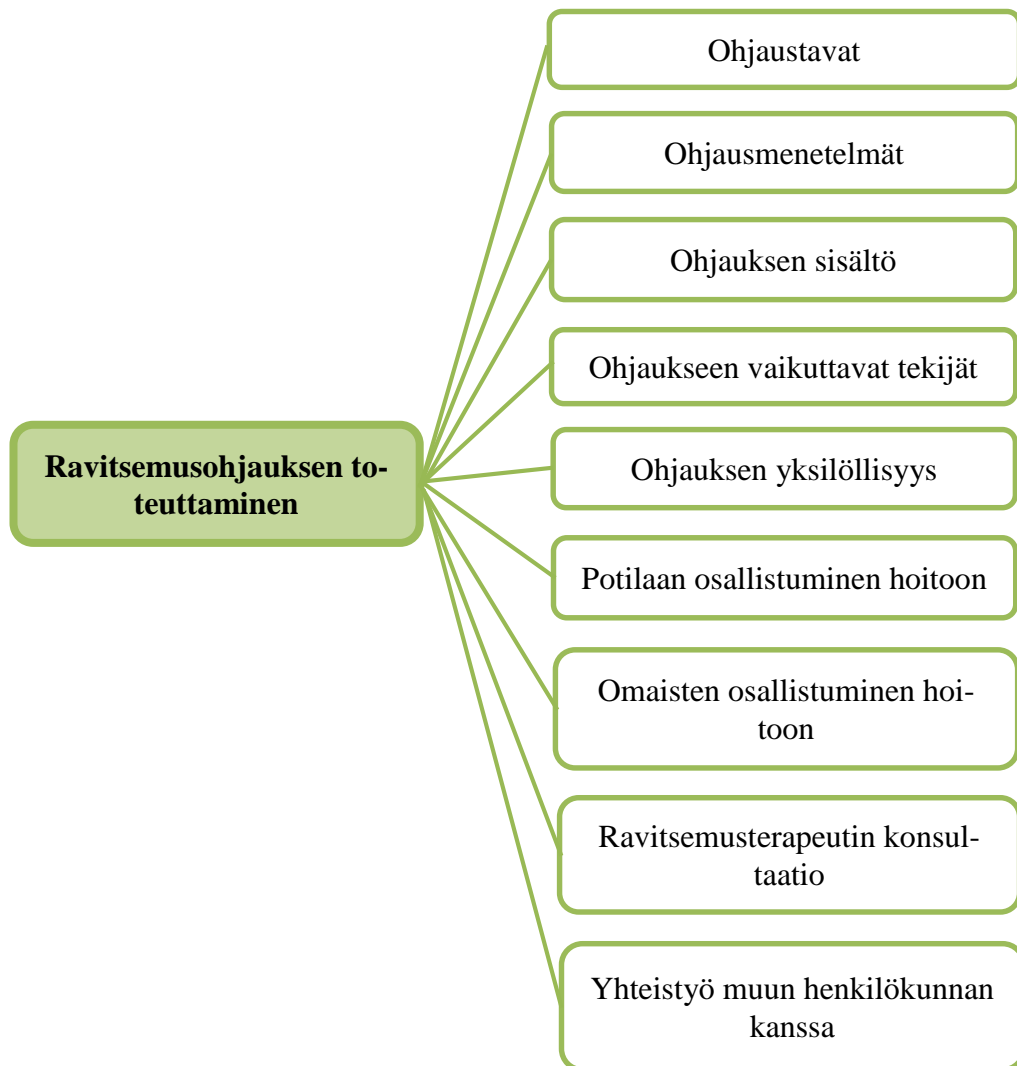 Ohjaustavat
Ohjausmenetelmät
Ohjauksen sisältö
Ohjaukseen vaikuttavat tekijät
Ravitsemusohjauksen to-
teuttaminen
Ohjauksen yksilöllisyys
Potilaan osallistuminen hoitoon
Omaisten osallistuminen hoi-
toon
Ravitsemusterapeutin konsul-
taatio
Yhteistyö muun henkilökunnan
kanssa